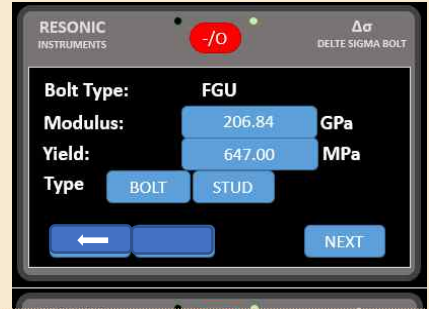 RESONIC
INSTRUMENTS
-/O
Δσ
DELTE SIGMA BOLT
Bolt Type: FGU
Modulus: 206.84 GPa
Yield: 647.00 MPa
Type BOLT STUD
NEXT